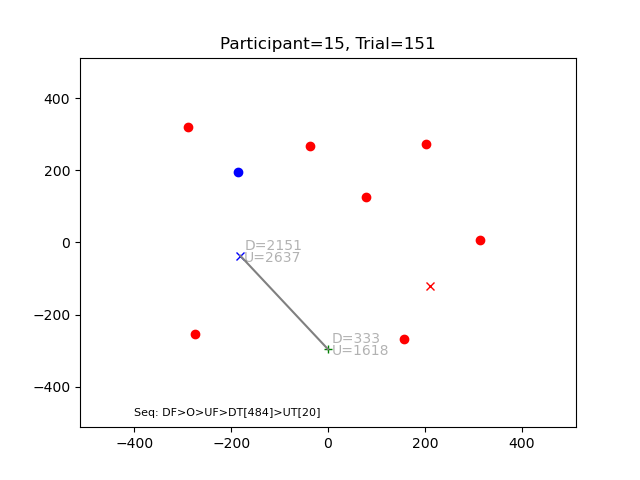 Participant=15, Trial=151
400
200
0
−200
−400
D=2151
U=2637
D=333
U=1618
Seq: DF>O>UF>DT[484]>UT[20]
−400 −200 0 200 400